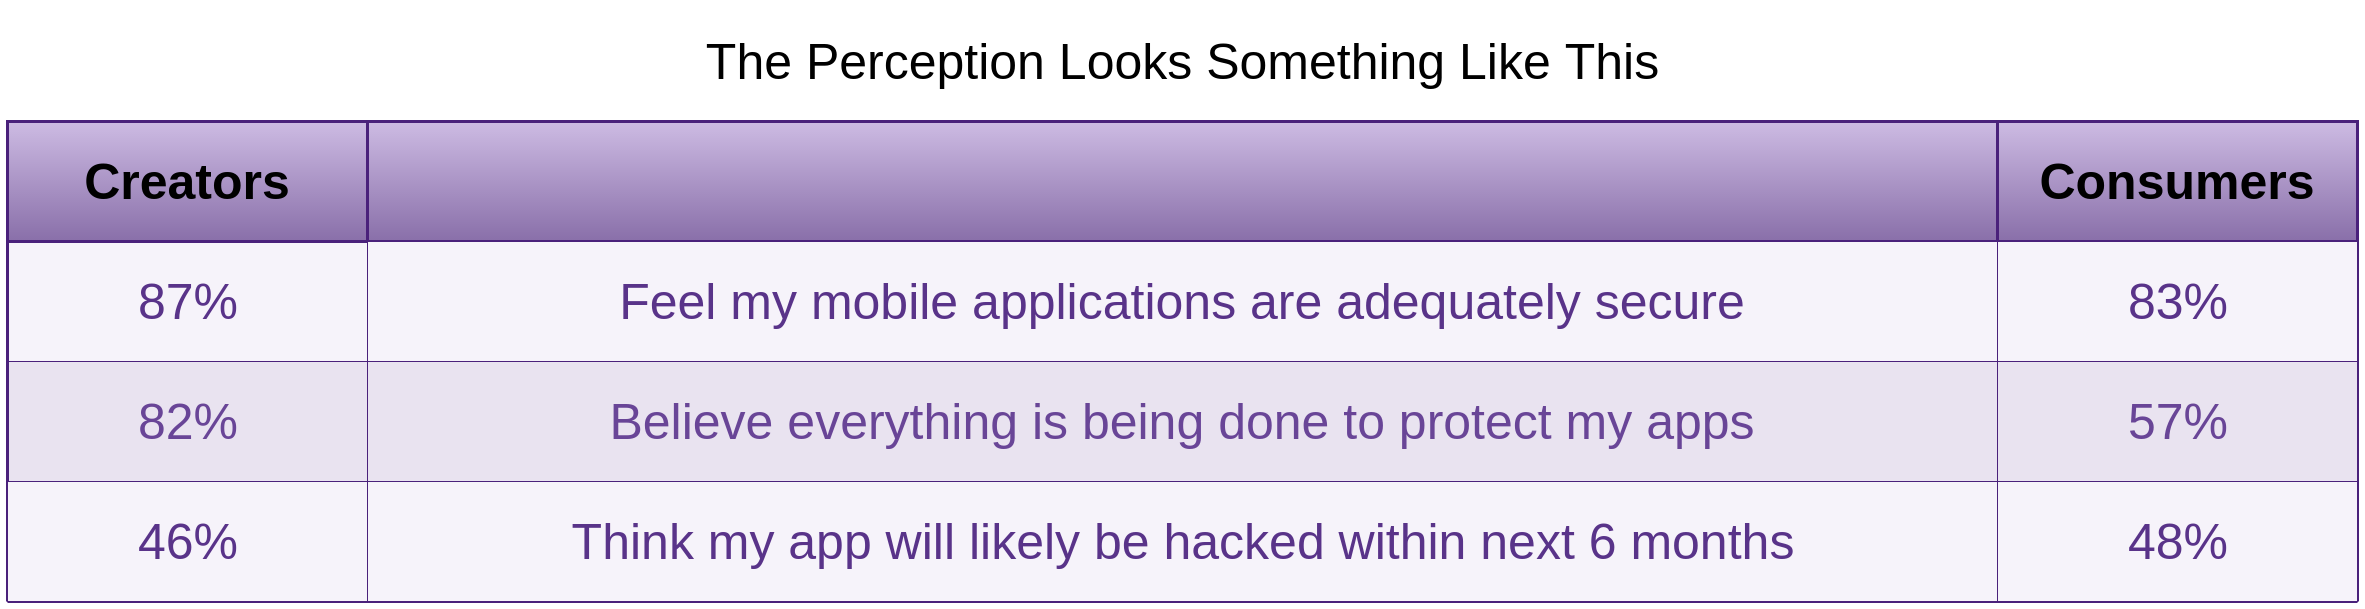 The Perception Looks Something Like This
Creators Consumers
87% Feel my mobile applications are adequately secure 83%
82% Believe everything is being done to protect my apps 57%
46% Think my app will likely be hacked within next 6 months 48%